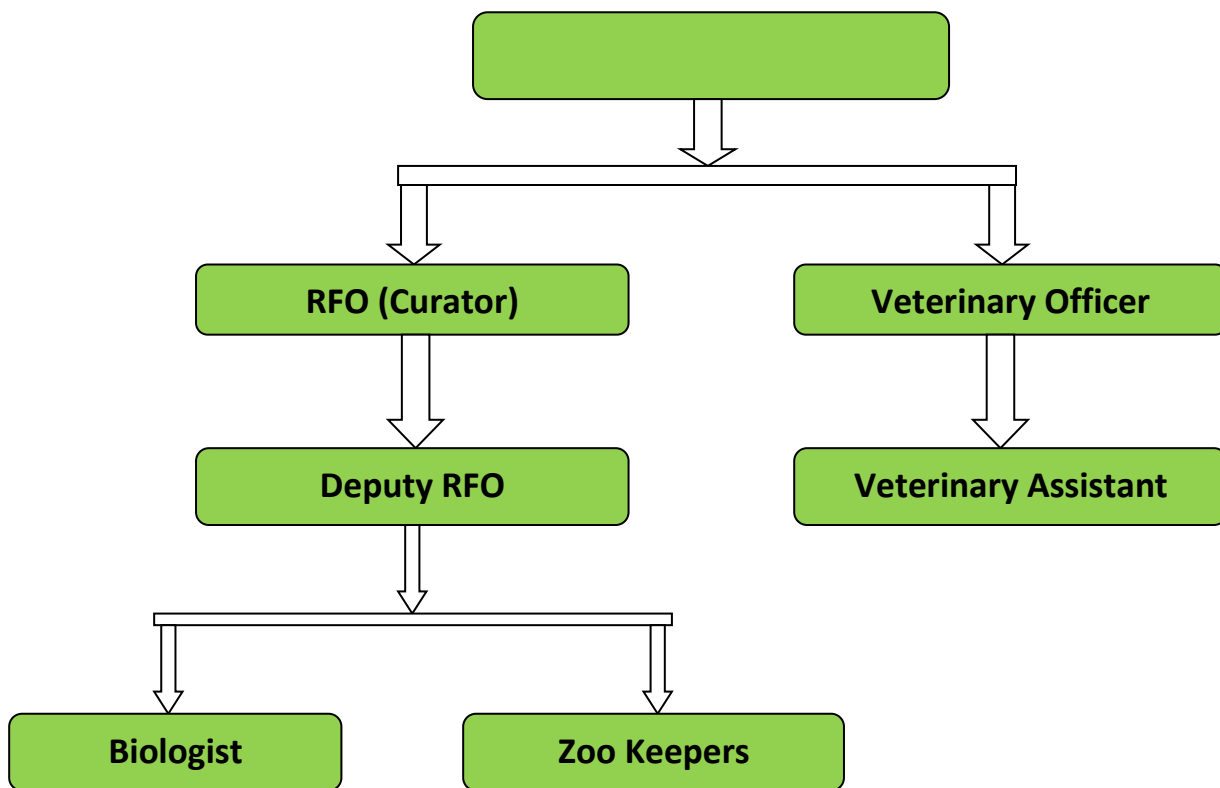 RFO (Curator)
Veterinary Officer
Deputy RFO
Veterinary Assistant
Biologist
Zoo Keepers